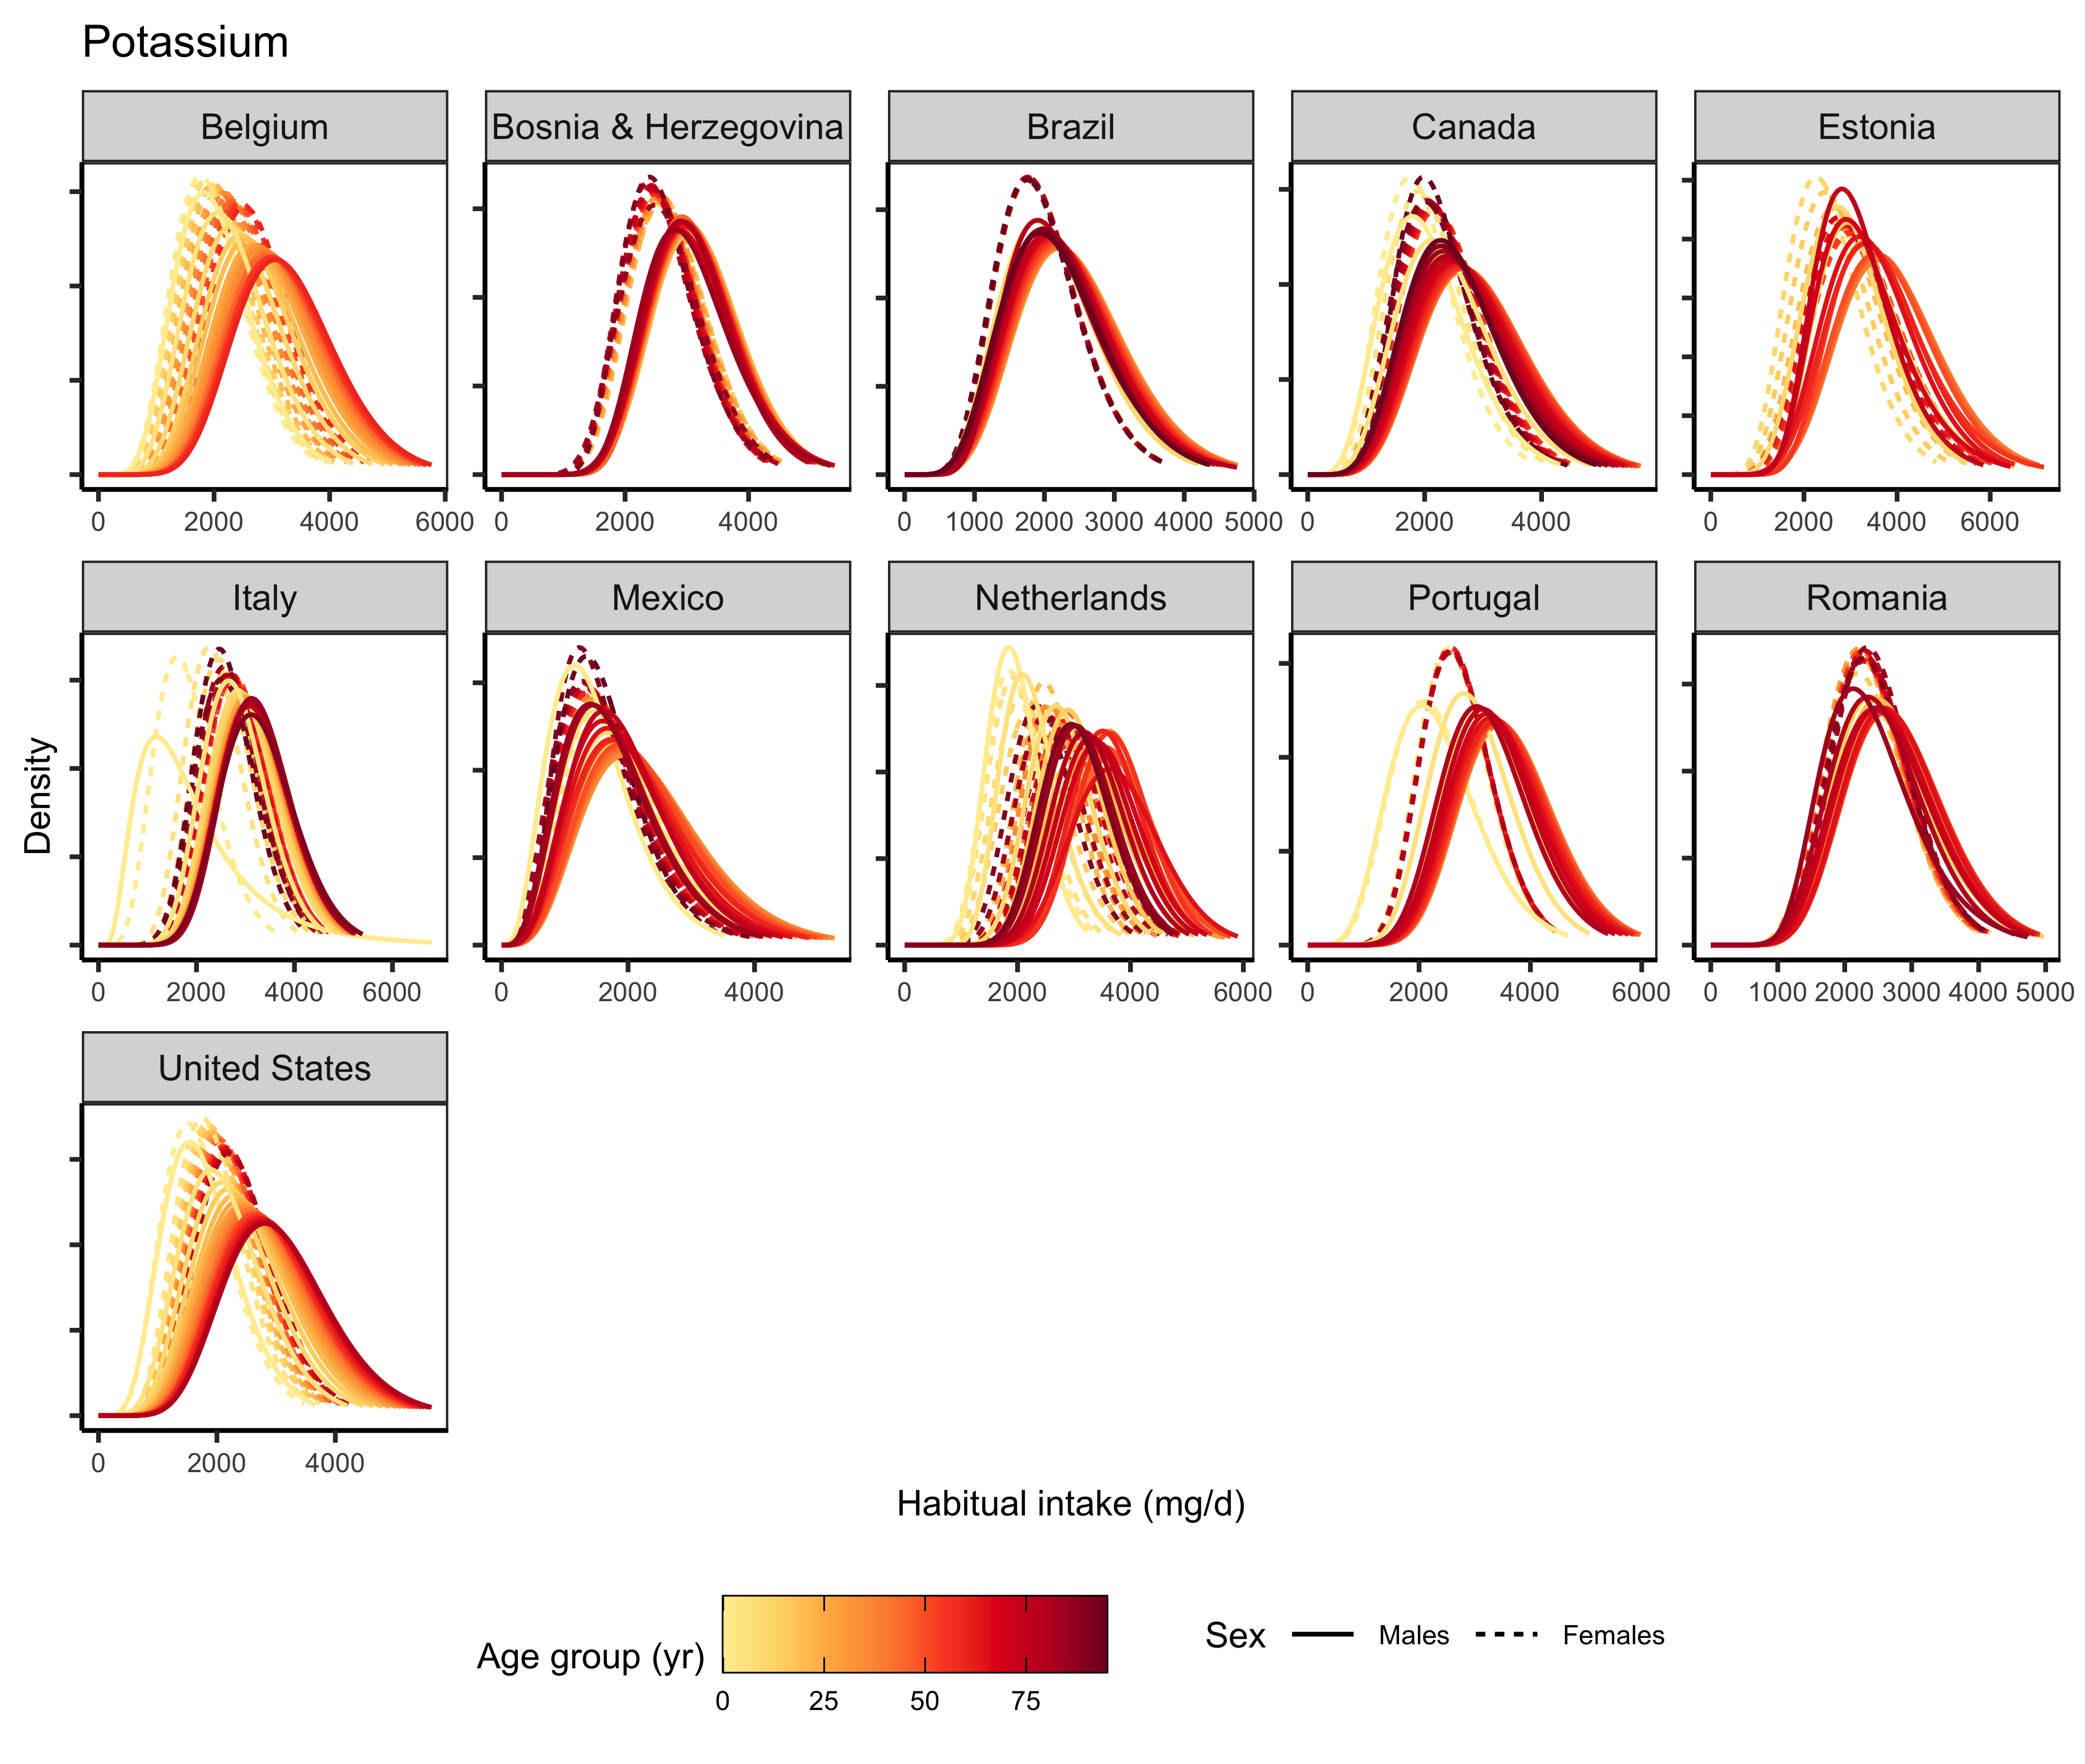 Potassium
Belgium
Bosnia & Herzegovina
Brazil
Canada
Estonia
0 2000 4000 6000
0 2000 4000
0 1000 2000 3000 4000 5000
0 2000 4000
0 2000 4000 6000
Italy
Mexico
Netherlands
Portugal
Romania
Density
0 2000 4000 6000
0 2000 4000
0 2000 4000 6000
0 2000 4000 6000
0 1000 2000 3000 4000 5000
United States
0 2000 4000
Habitual intake (mg/d)
Age group (yr)
0 25 50 75
Sex Males Females